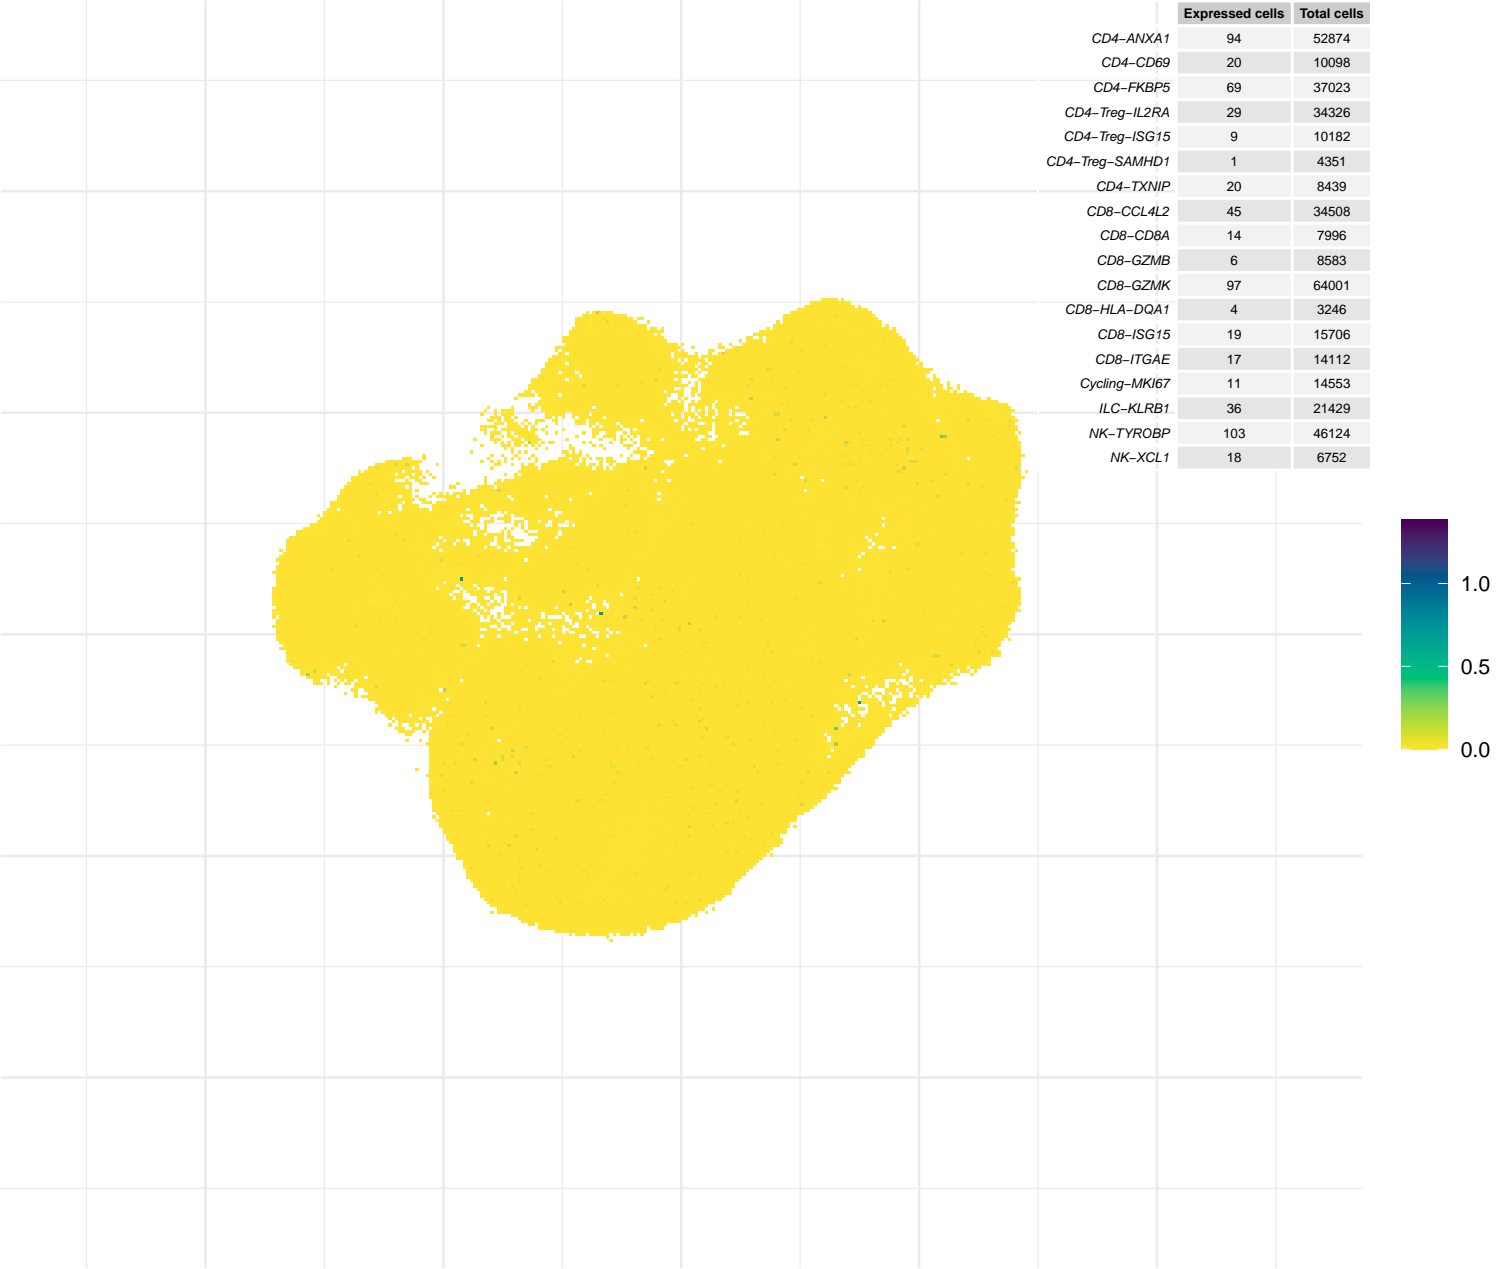 Expressed cells Total cells
CD4−ANXA1 94 52874
CD4−CD69 20 10098
CD4−FKBP5 69 37023
CD4−Treg−IL2RA 29 34326
CD4−Treg−ISG15 9 10182
CD4−Treg−SAMHD1 1 4351
CD4−TXNIP 20 8439
CD8−CCL4L2 45 34508
CD8−CD8A 14 7996
CD8−GZMB 6 8583
CD8−GZMK 97 64001
CD8−HLA−DQA1 4 3246
CD8−ISG15 19 15706
CD8−ITGAE 17 14112
Cycling−MKI67 11 14553
ILC−KLRB1 36 21429
NK−TYROBP 103 46124
NK−XCL1 18 6752
1.0
0.5
0.0